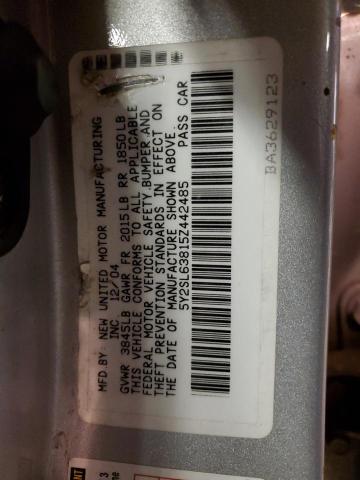 MFD.BY NEW UNITED MOTOR MANUFACTURING
INC 12/04
GVWR 3845LB GAWR FR 2015LB RR 1850LB
THIS VEHICLE CONFORMS TO ALL APPLICABLE
FEDERAL MOTOR VEHICLE SAFETY,BUMPER,AND
THEFT PREVENTION STANDARDS IN EFFECT ON
THE DATE OF MANUFACTURE SHOWN ABOVE.
5Y2SL63815Z442485 PASS CAR
BA3629123